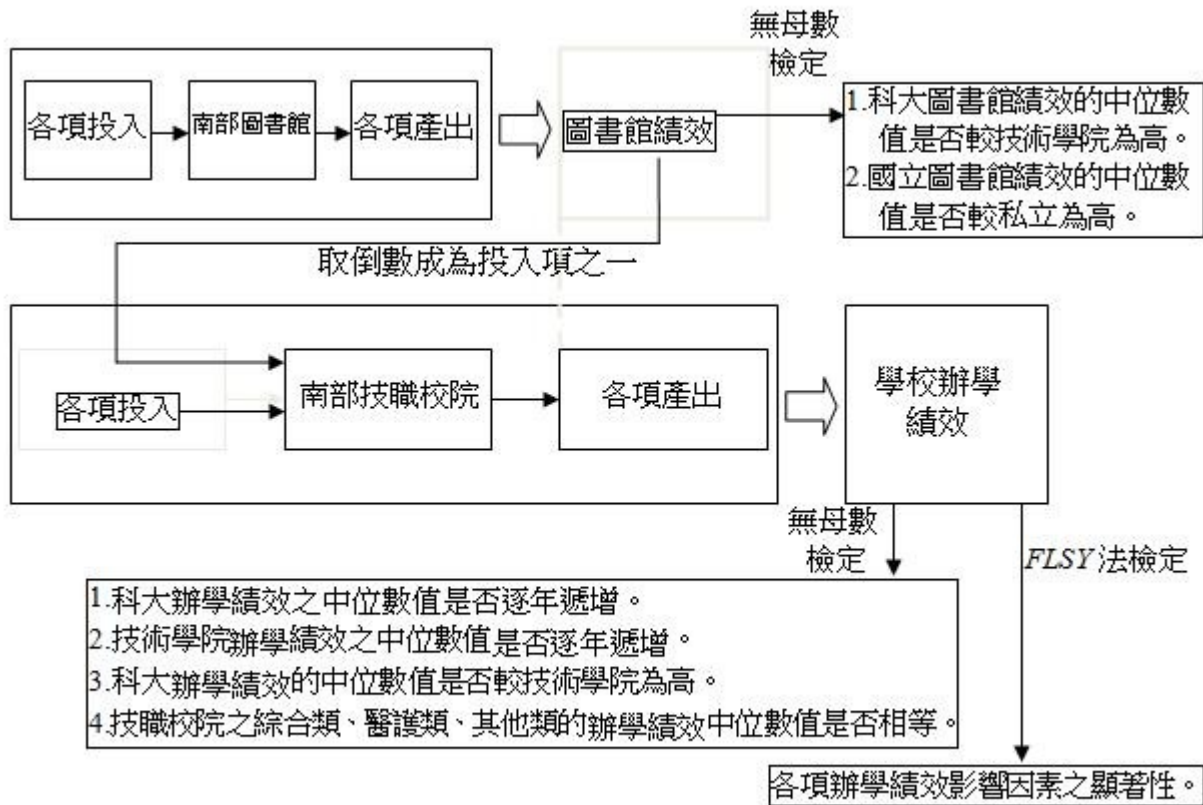 無母數
檢定
各項投入
南部圖書館
各項產出
圖書館績效
1.科大圖書館績效的中位數
值是否較技術學院為高。
2.國立圖書館績效的中位數
值是否較私立為高。
取倒數成為投入項之一
各項投入
南部技職校院
各項產出
學校辦學
績效
無母數
檢定
FLSY 法檢定
1.科大辦學績效之中位數值是否逐年遞增。
2.技術學院辦學績效之中位數值是否逐年遞增。
3.科大辦學績效的中位數值是否較技術學院為高。
4.技職校院之綜合類、醫護類、其他類的辦學績效中位數值是否相等。
各項辦學績效影響因素之顯著性。